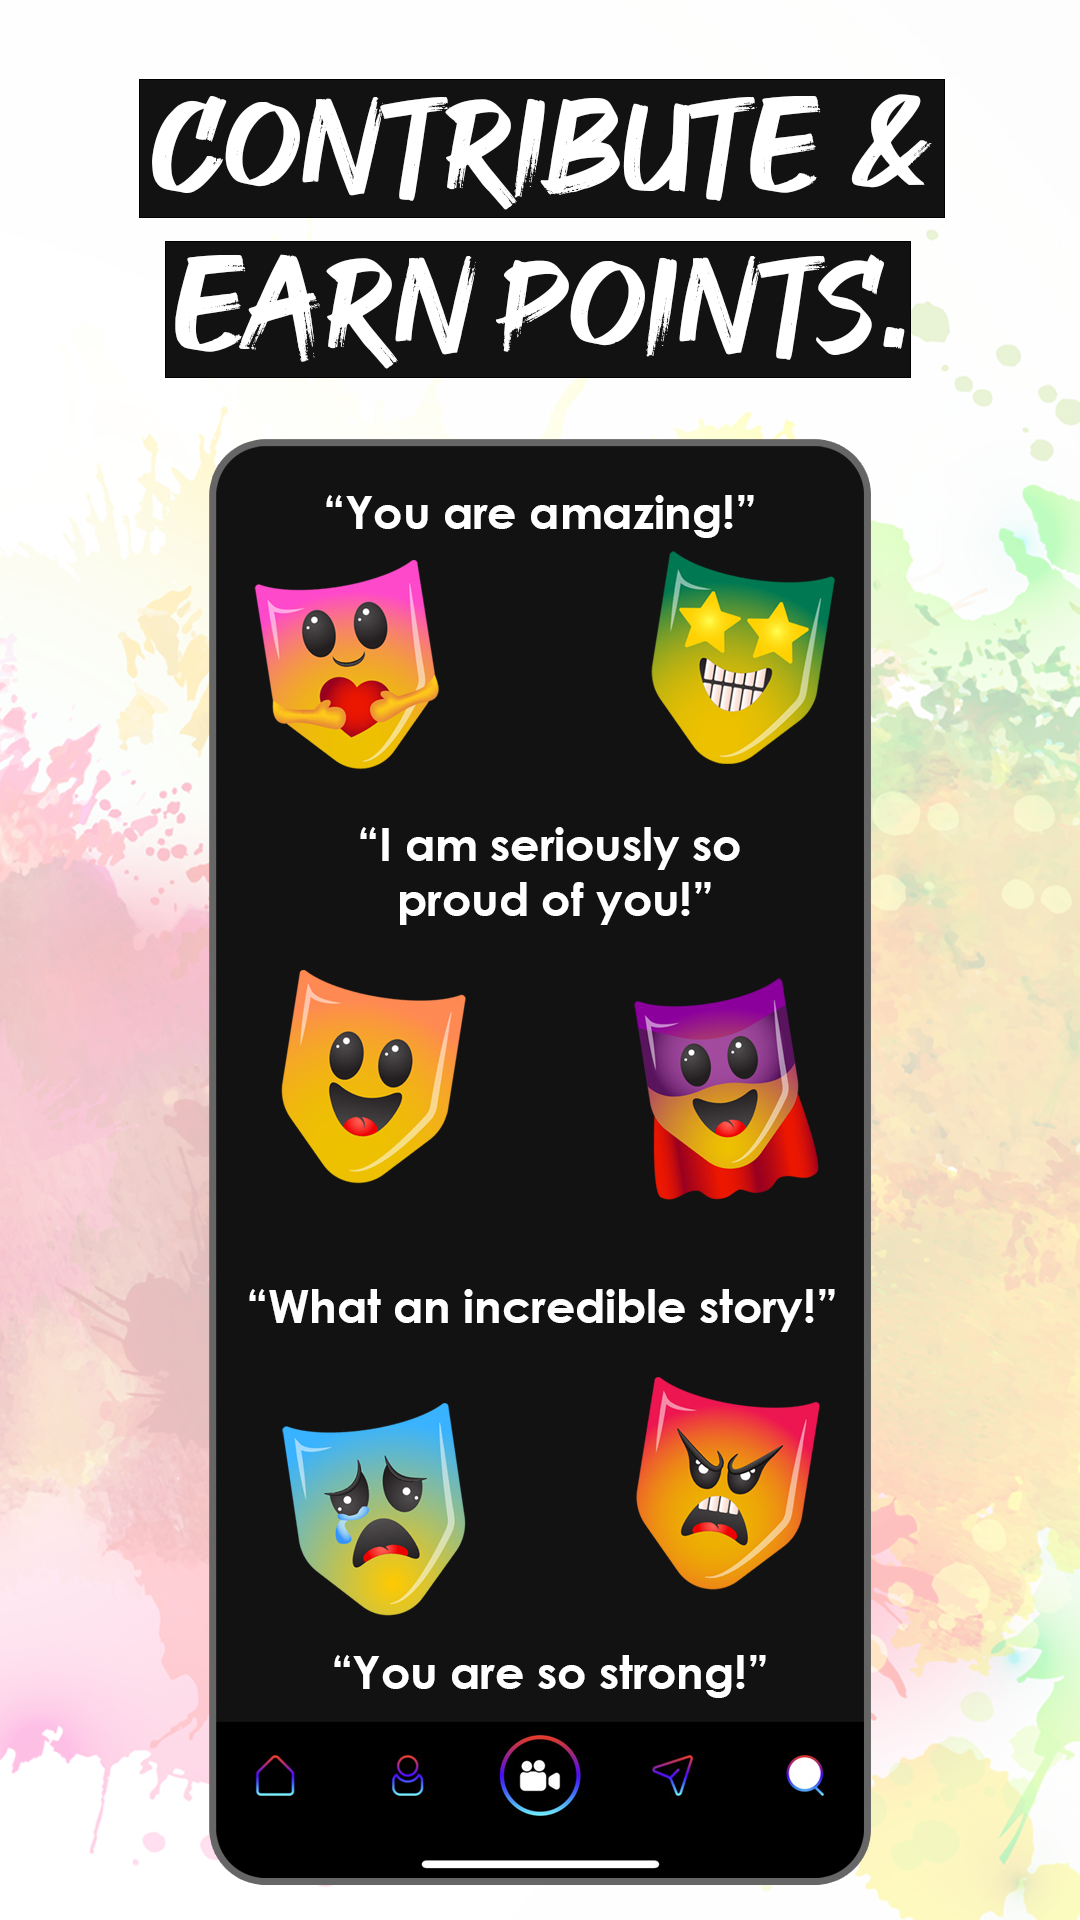 CONTRIBUTE &
EARN POINTS.
“You are amazing!”
“I am seriously so
proud of you!”
“What an incredible story!”
“You are so strong!”